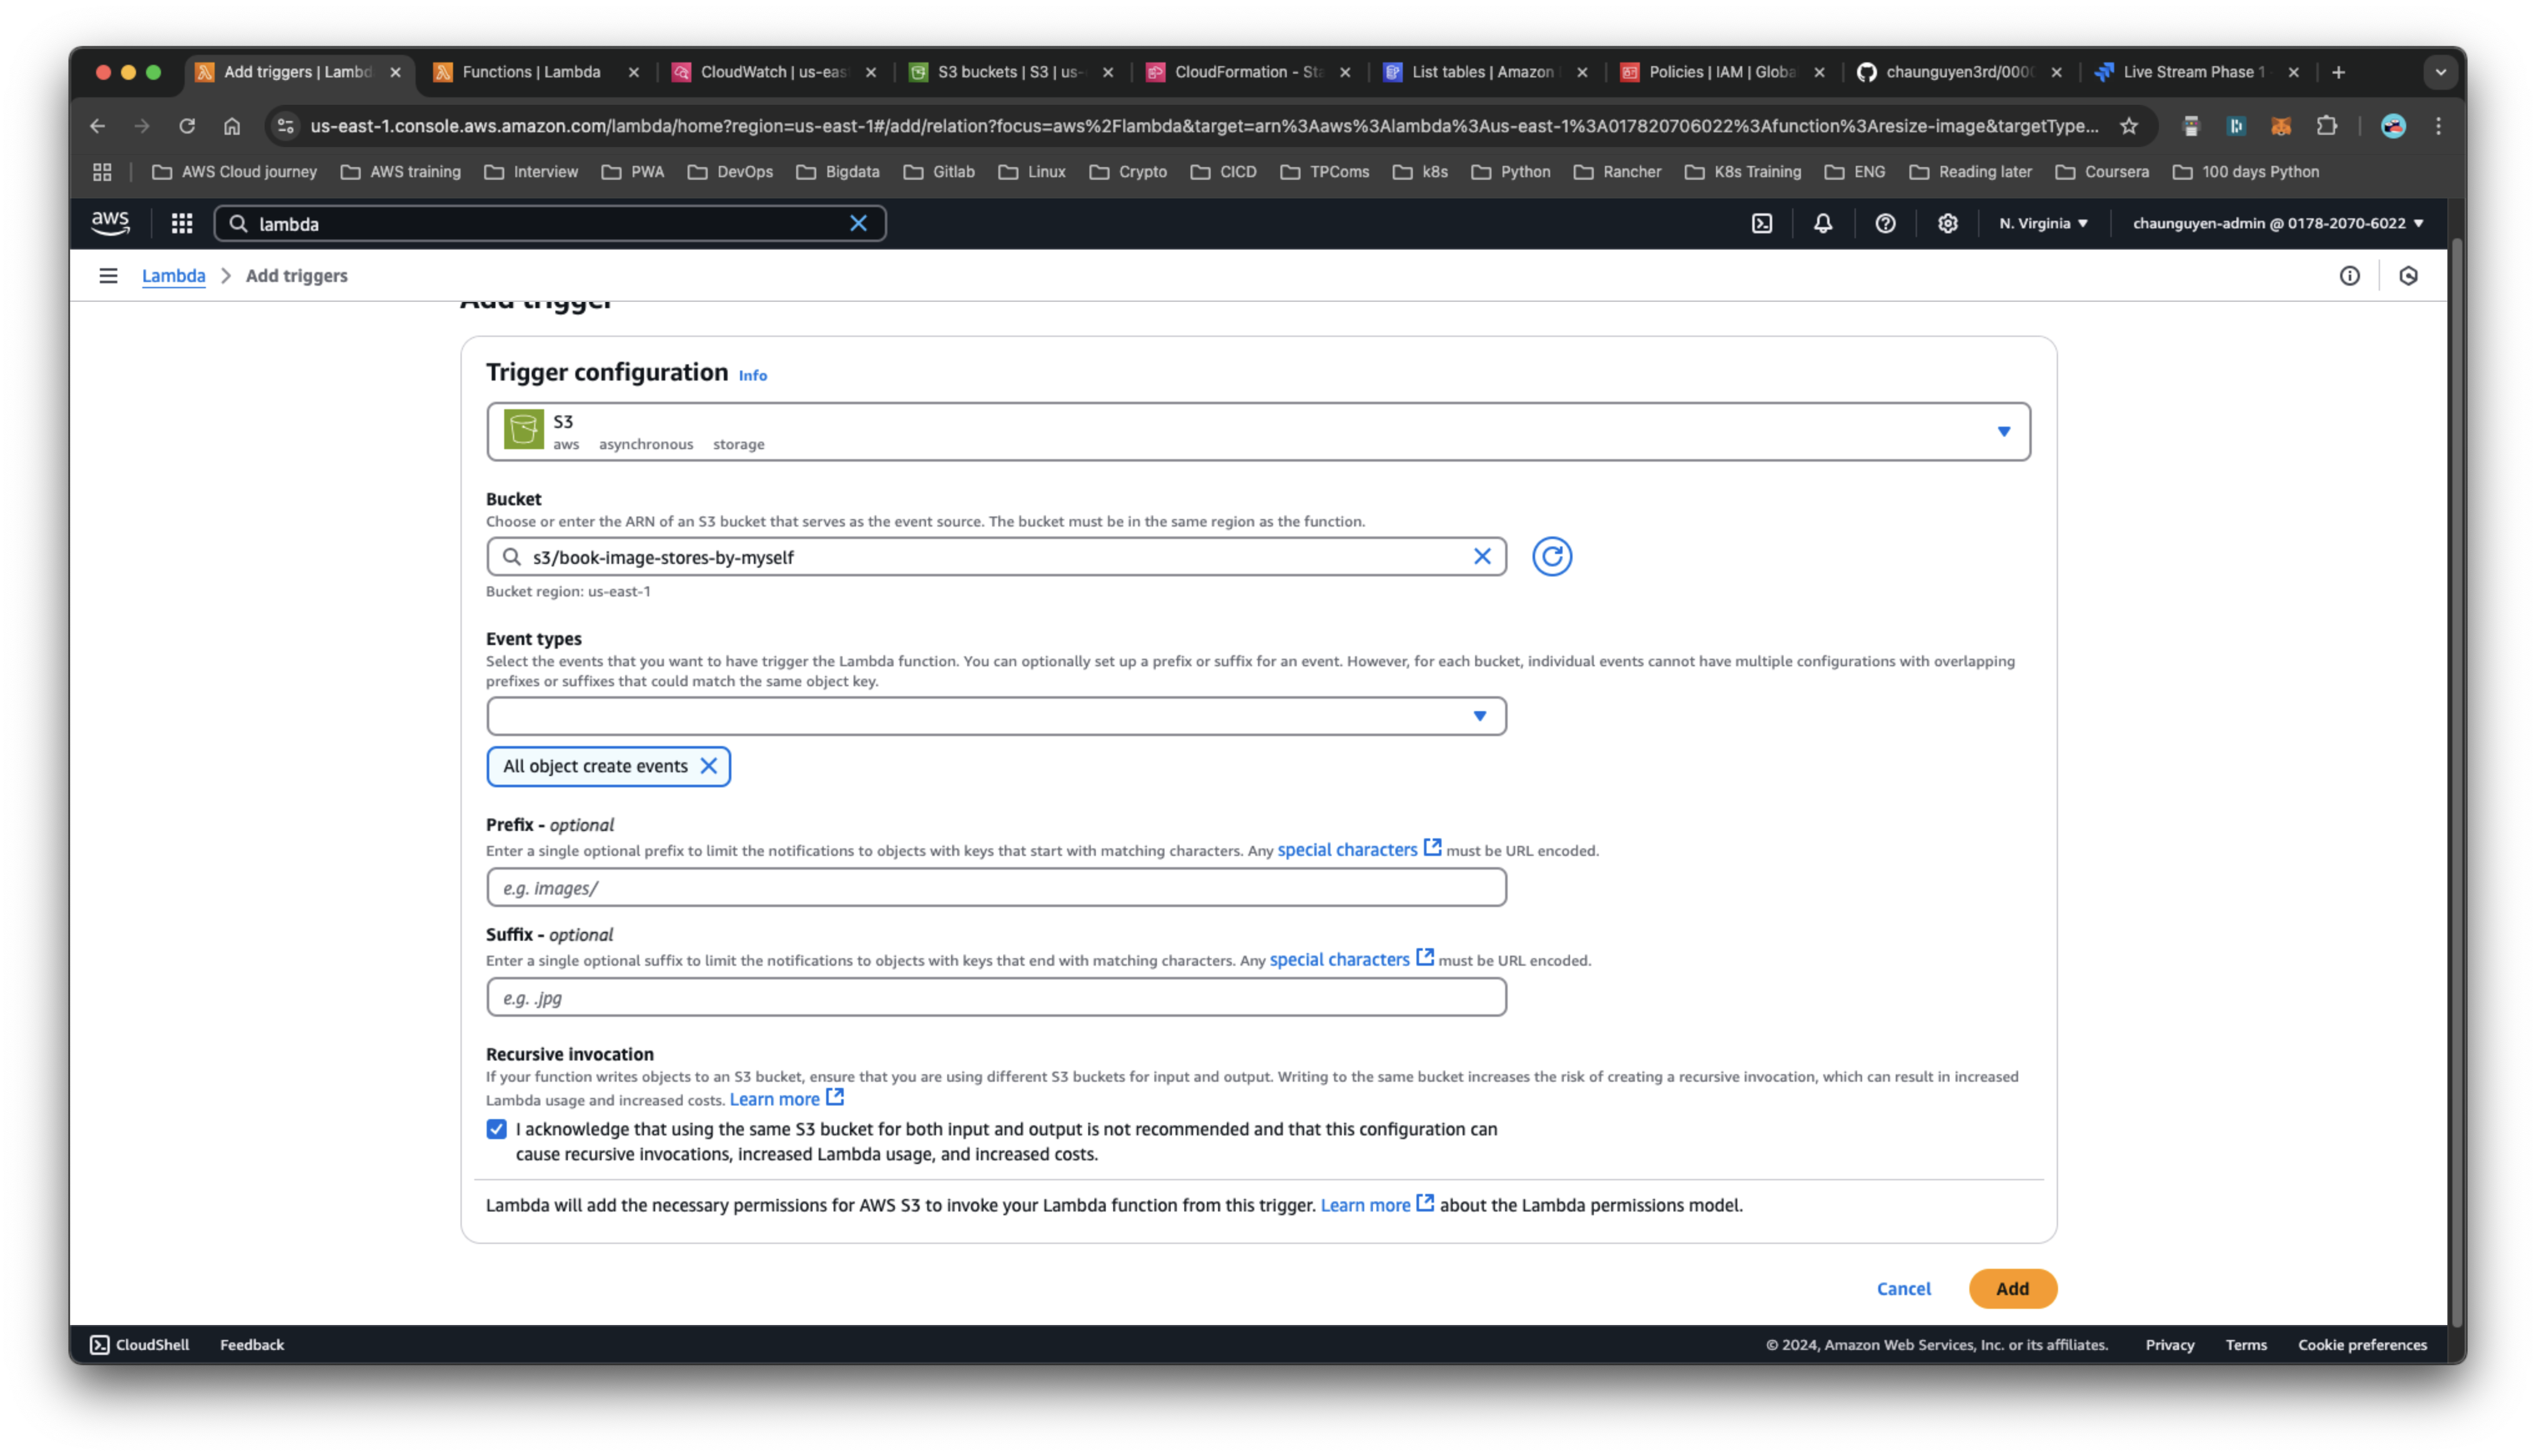 Add triggers | Lambd
Functions | Lambda
CloudWatch | us-eas
S3 buckets | S3 | us-
CloudFormation - Sta
List tables | Amazon
Policies | IAM | Globa
chaunguyen3rd/000
Live Stream Phase 1
us-east-1.console.aws.amazon.com/lambda/home?region=us-east-1#/add/relation?focus=aws%2Flambda&target=arn%3Aaws%3Alambda%3Aus-east-1%3A017820706022%3Afunction%3Aresize-image&targetType...
AWS Cloud journey
AWS training
Interview
PWA
DevOps
Bigdata
Gitlab
Linux
Crypto
CICD
TPComs
k8s
Python
Rancher
K8s Training
ENG
Reading later
Coursera
100 days Python
aws
lambda
N. Virginia
chaunguyen-admin @ 0178-2070-6022
Lambda
Add triggers
Add trigger
Trigger configuration Info
S3
aws asynchronous storage
Bucket
Choose or enter the ARN of an S3 bucket that serves as the event source. The bucket must be in the same region as the function.
s3/book-image-stores-by-myself
Bucket region: us-east-1
Event types
Select the events that you want to have trigger the Lambda function. You can optionally set up a prefix or suffix for an event. However, for each bucket, individual events cannot have multiple configurations with overlapping
prefixes or suffixes that could match the same object key.
All object create events
Prefix - optional
Enter a single optional prefix to limit the notifications to objects with keys that start with matching characters. Any special characters must be URL encoded.
e.g. images/
Suffix - optional
Enter a single optional suffix to limit the notifications to objects with keys that end with matching characters. Any special characters must be URL encoded.
e.g. .jpg
Recursive invocation
If your function writes objects to an S3 bucket, ensure that you are using different S3 buckets for input and output. Writing to the same bucket increases the risk of creating a recursive invocation, which can result in increased
Lambda usage and increased costs. Learn more
I acknowledge that using the same S3 bucket for both input and output is not recommended and that this configuration can
cause recursive invocations, increased Lambda usage, and increased costs.
Lambda will add the necessary permissions for AWS S3 to invoke your Lambda function from this trigger. Learn more about the Lambda permissions model.
Cancel
Add
CloudShell
Feedback
© 2024, Amazon Web Services, Inc. or its affiliates.
Privacy
Terms
Cookie preferences